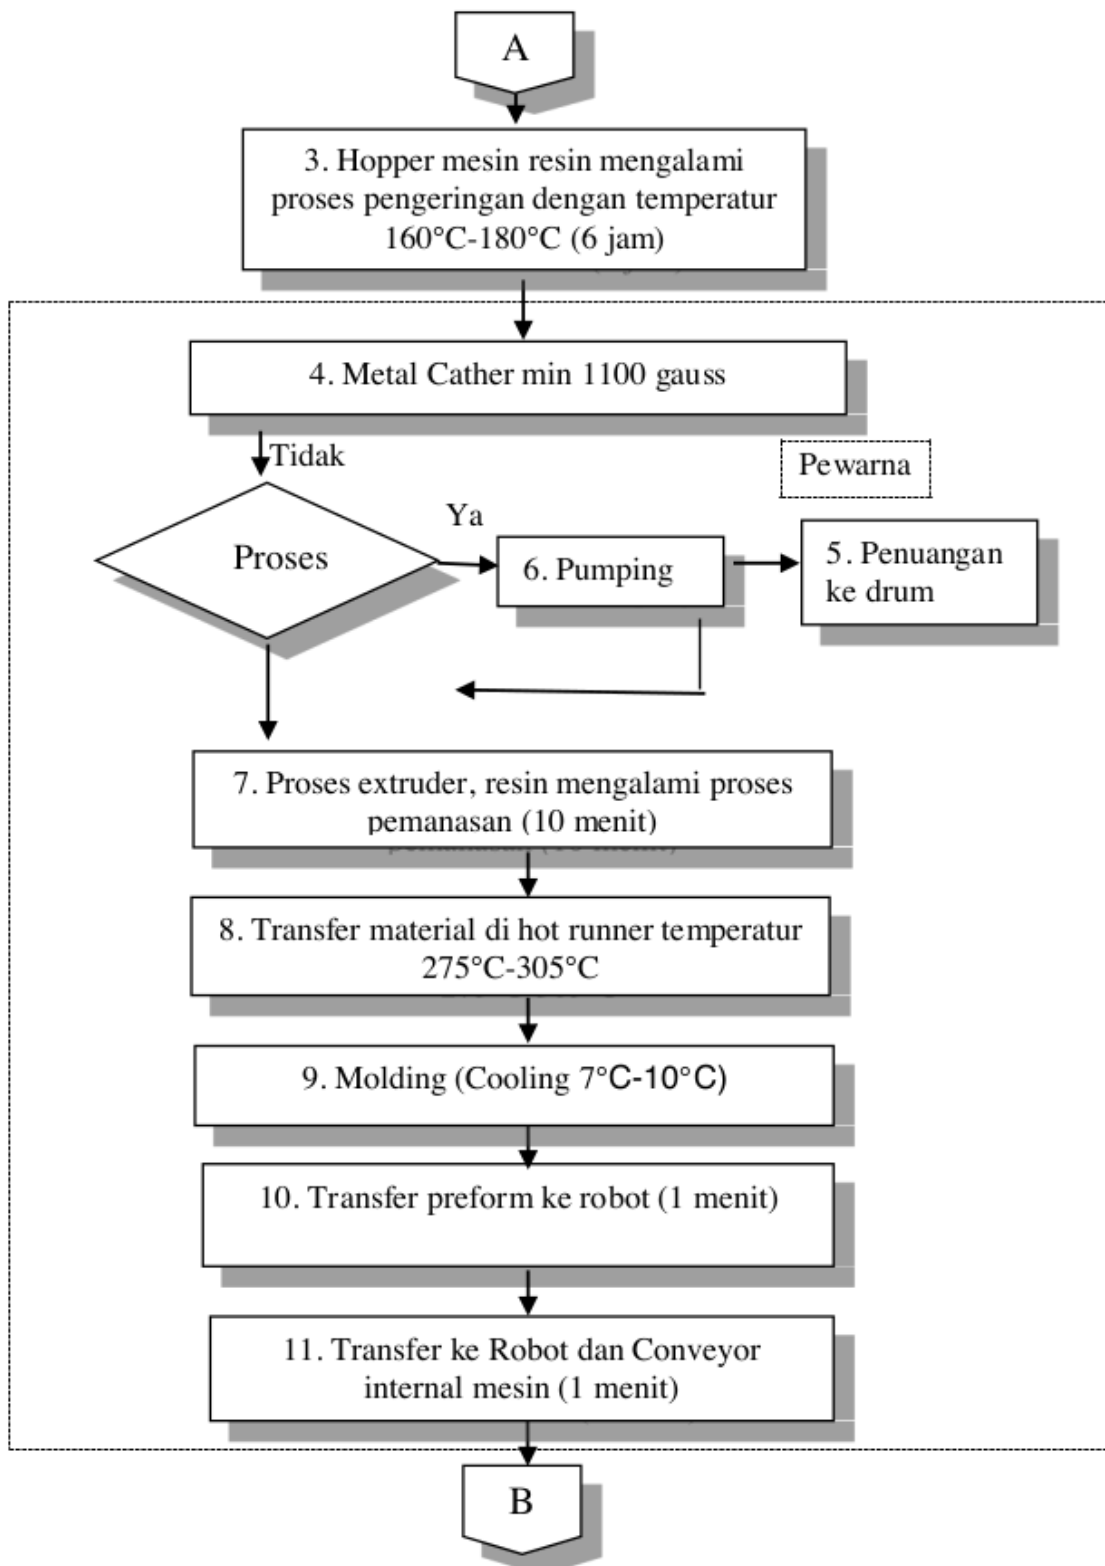 A
3. Hopper mesin resin mengalami
proses pengeringan dengan temperatur
160°C-180°C (6 jam)
4. Metal Cather min 1100 gauss
Tidak
Pewarna
Ya
Proses
6. Pumping
5. Penuangan
ke drum
7. Proses extruder, resin mengalami proses
pemanasan (10 menit)
8. Transfer material di hot runner temperatur
275°C-305°C
9. Molding (Cooling 7°C-10°C)
10. Transfer preform ke robot (1 menit)
11. Transfer ke Robot dan Conveyor
internal mesin (1 menit)
B